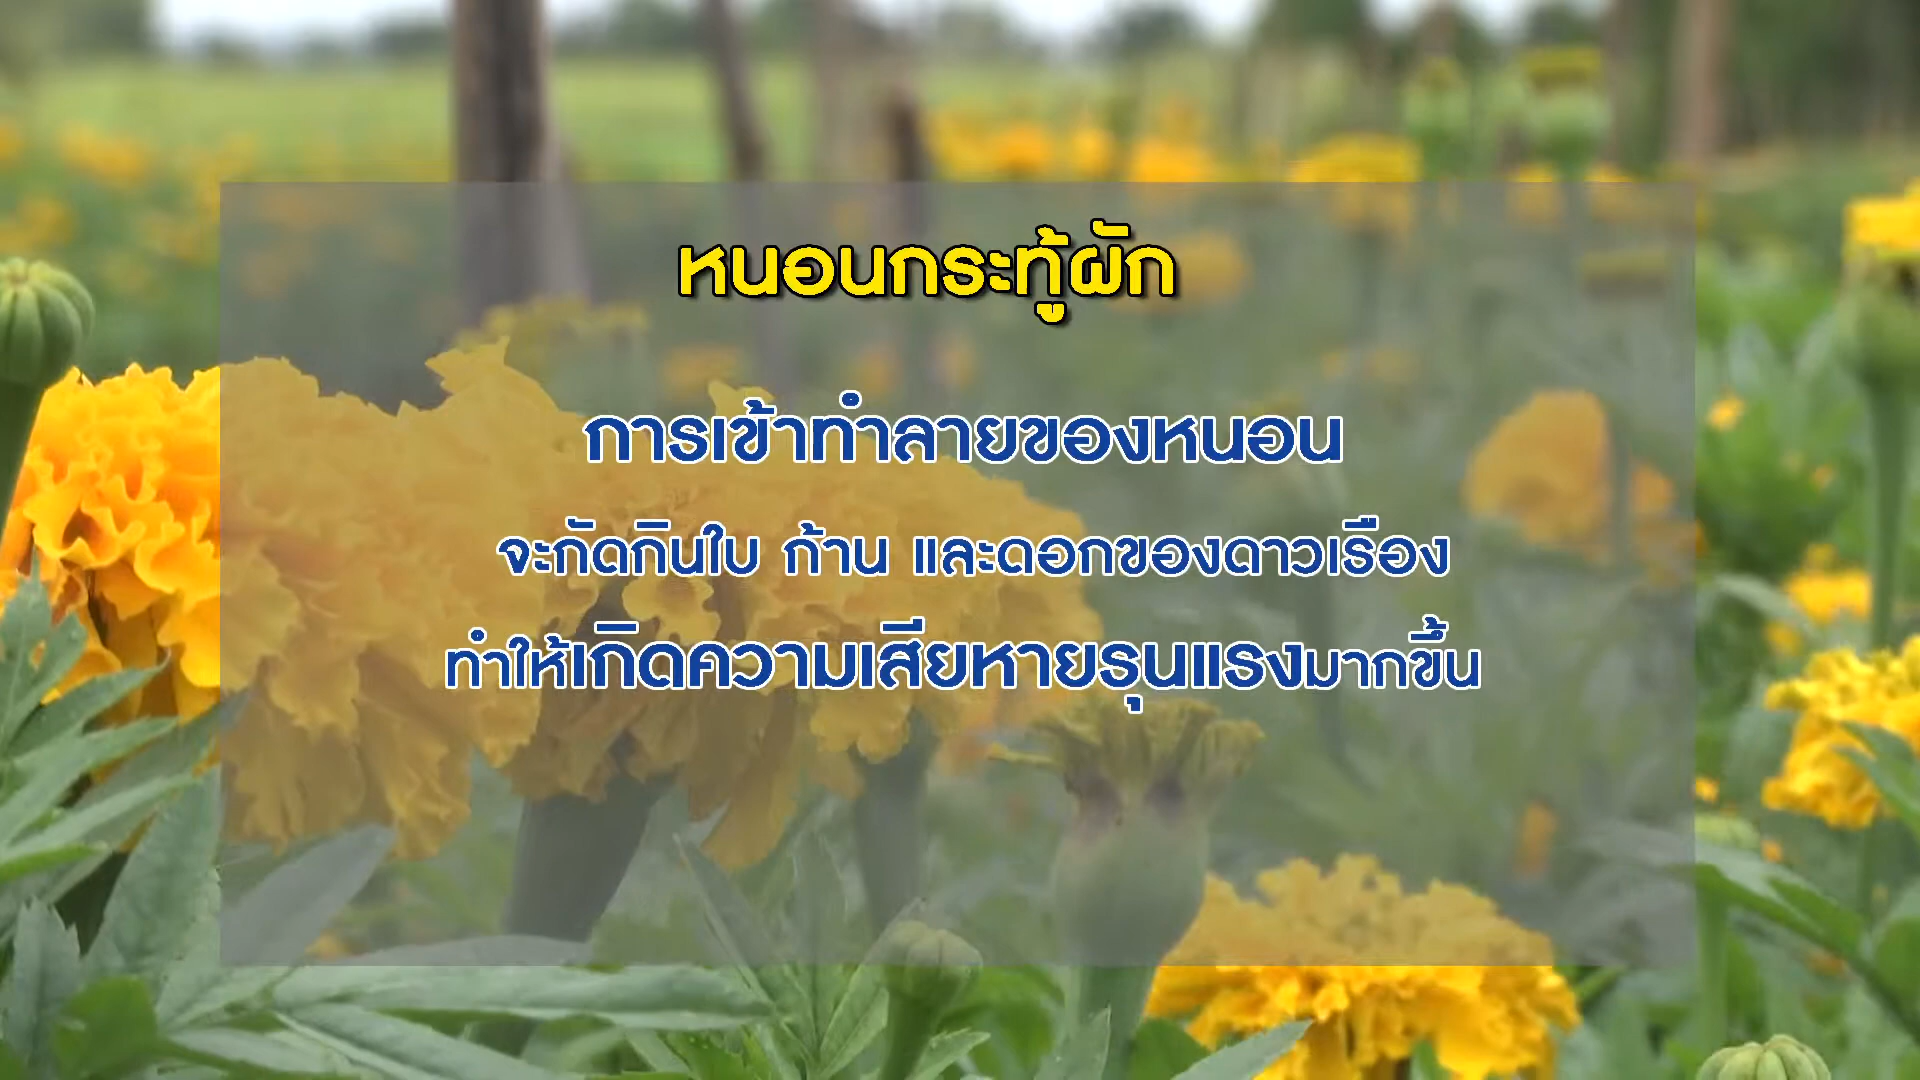 หนอนกระทู้ผัก
การเข้าทำลายของหนอน
จะกัดกินใบ ก้าน และดอกของดาวเรือง
ทำให้เกิดความเสียหายรุนแรงมากขึ้น